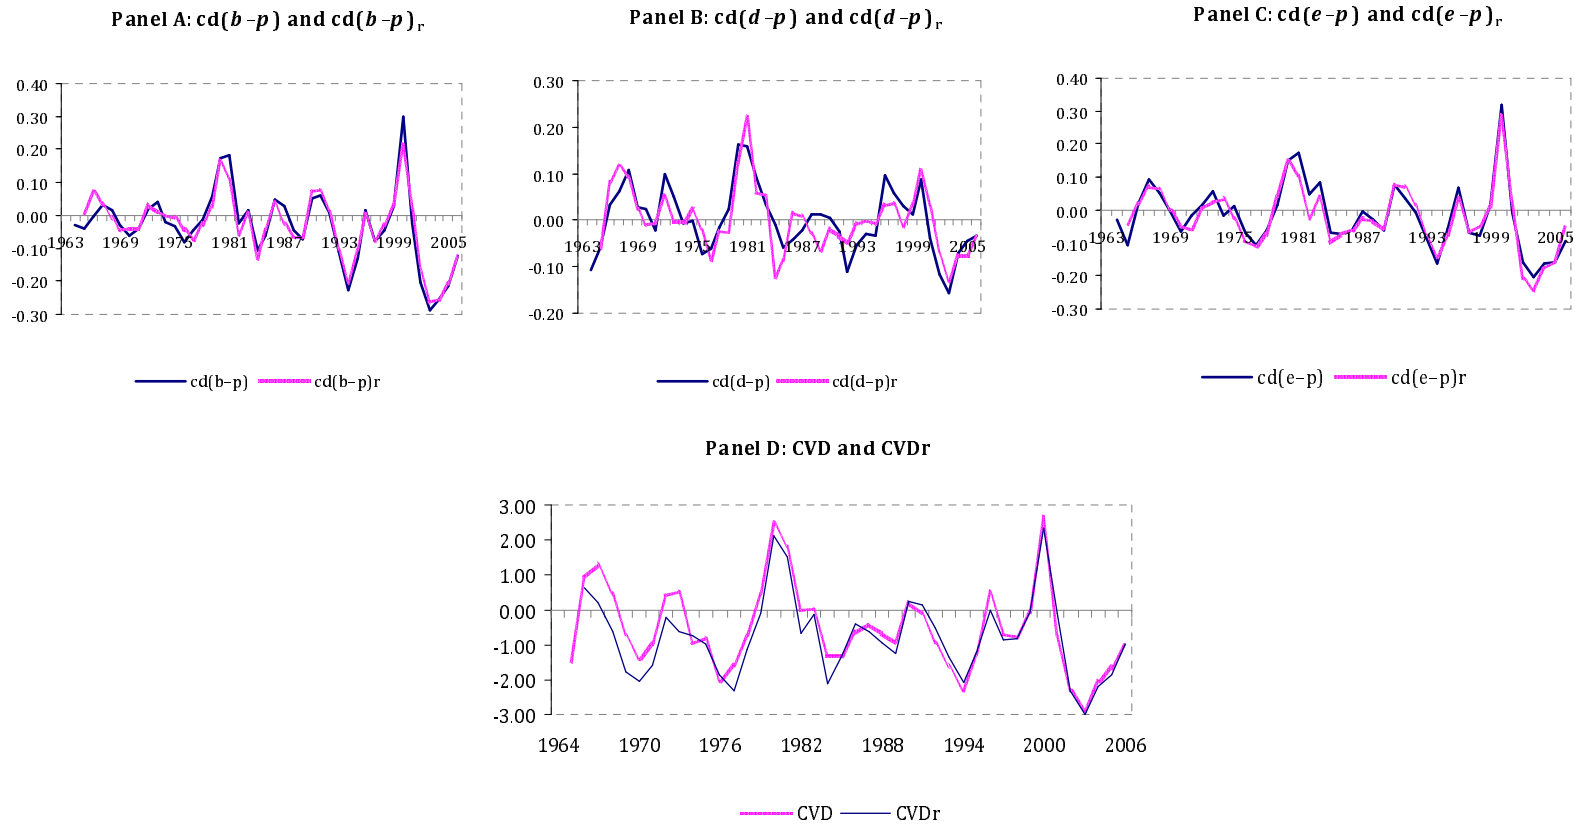 Panel A: cd(b–p) and cd(b–p)r
0.40
0.30
0.20
0.10
0.00
-0.10
-0.20
-0.30
1963 1969 1975 1981 1987 1993 1999 2005
cd(b–p) cd(b–p)r
Panel B: cd(d–p) and cd(d–p)r
0.30
0.20
0.10
0.00
-0.10
-0.20
1963 1969 1975 1981 1987 1993 1999 2005
cd(d–p) cd(d–p)r
Panel C: cd(e–p) and cd(e–p)r
0.40
0.30
0.20
0.10
0.00
-0.10
-0.20
-0.30
1963 1969 1975 1981 1987 1993 1999 2005
cd(e–p) cd(e–p)r
Panel D: CVD and CVDr
3.00
2.00
1.00
0.00
-1.00
-2.00
-3.00
1964 1970 1976 1982 1988 1994 2000 2006
CVD CVDr